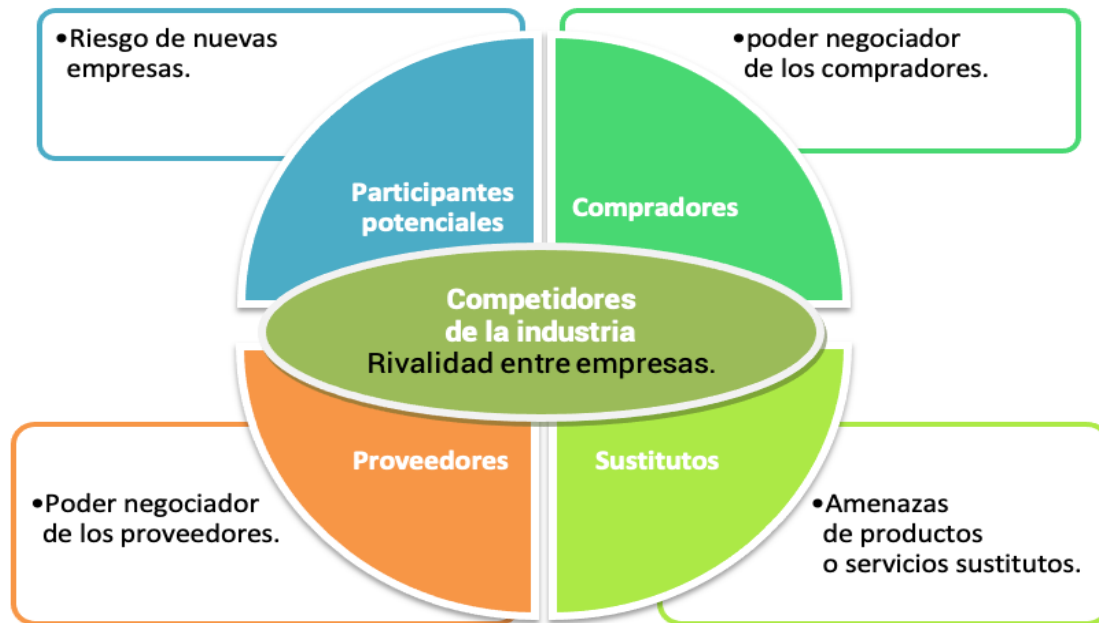 •Riesgo de nuevas
empresas.
•poder negociador
de los compradores.
Participantes
potenciales
Compradores
Competidores
de la industria
Rivalidad entre empresas.
Proveedores
Sustitutos
•Poder negociador
de los proveedores.
•Amenazas
de productos
o servicios sustitutos.